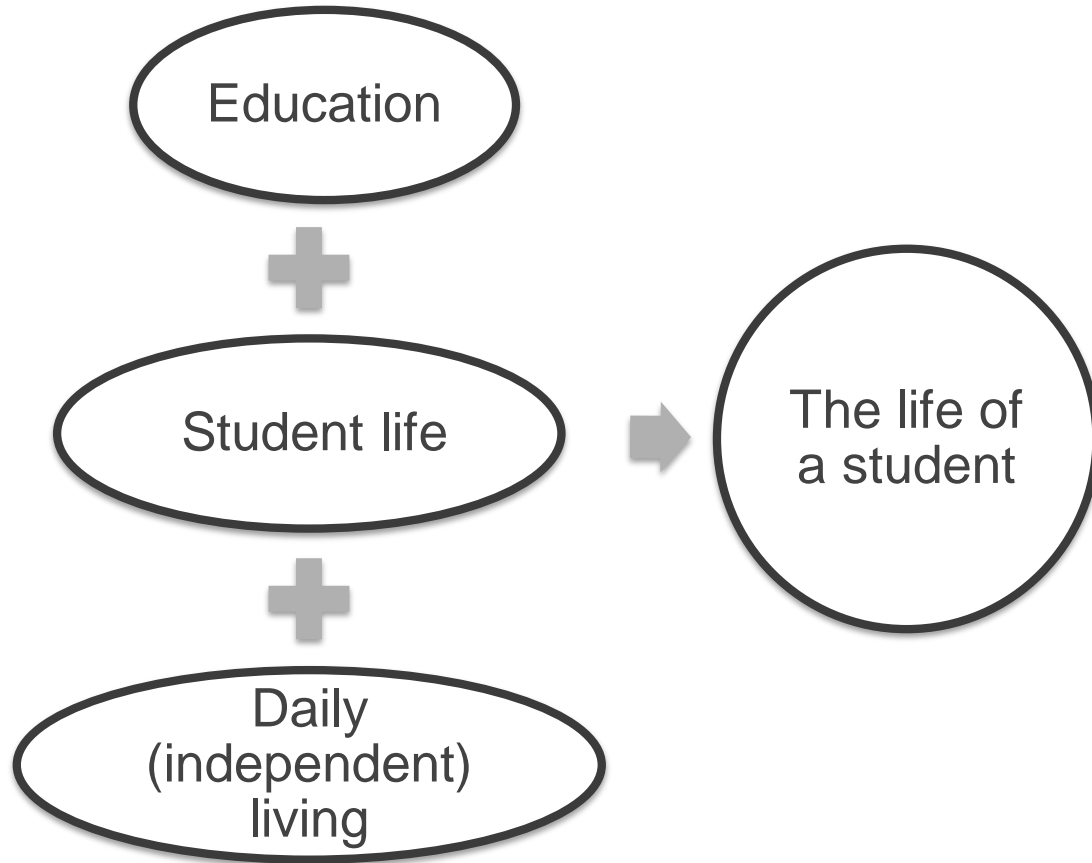 Education
Student life
Daily
(independent)
living
The life of
a student